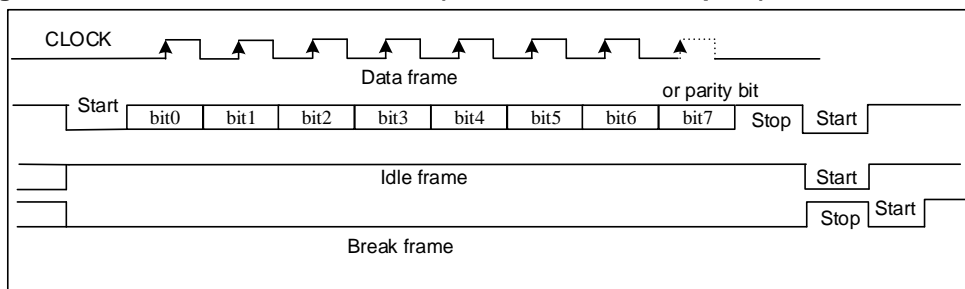 CLOCK
Data frame
or parity bit
Start bit0 bit1 bit2 bit3 bit4 bit5 bit6 bit7 Stop Start
Idle frame Start
Stop Start
Break frame